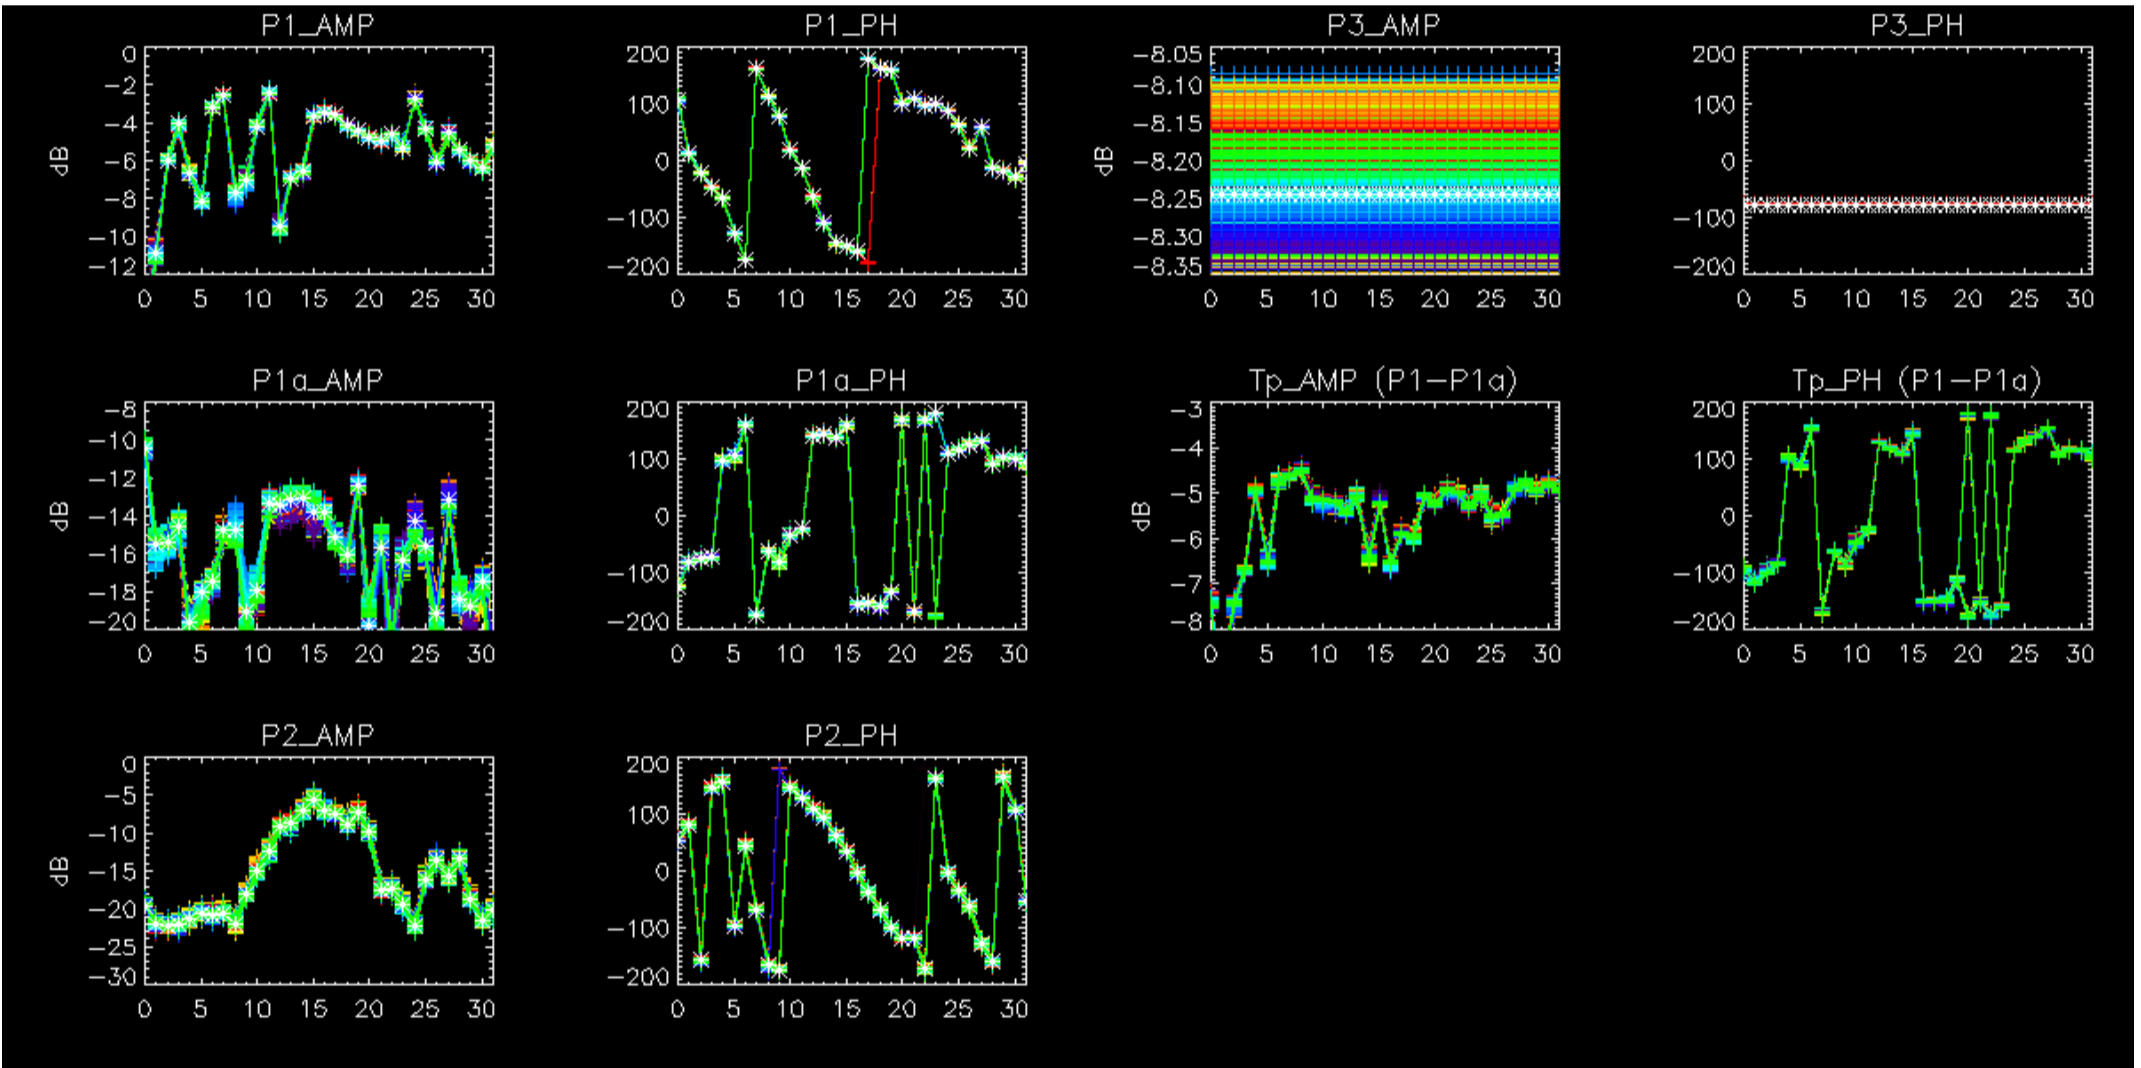 P1_AMP
P1_PH
P3_AMP
P3_PH
0
-2
-4
-6
-8
-10
-12
dB
0 5 10 15 20 25 30
200
100
0
-100
-200
0 5 10 15 20 25 30
-8.05
-8.10
-8.15
-8.20
-8.25
-8.30
-8.35
dB
0 5 10 15 20 25 30
200
100
0
-100
-200
0 5 10 15 20 25 30
P1a_AMP
P1a_PH
Tp_AMP (P1-P1a)
Tp_PH (P1-P1a)
-8
-10
-12
-14
-16
-18
-20
dB
0 5 10 15 20 25 30
200
100
0
-100
-200
0 5 10 15 20 25 30
-3
-4
-5
-6
-7
-8
dB
0 5 10 15 20 25 30
200
100
0
-100
-200
0 5 10 15 20 25 30
P2_AMP
P2_PH
0
-5
-10
-15
-20
-25
-30
dB
0 5 10 15 20 25 30
200
100
0
-100
-200
0 5 10 15 20 25 30